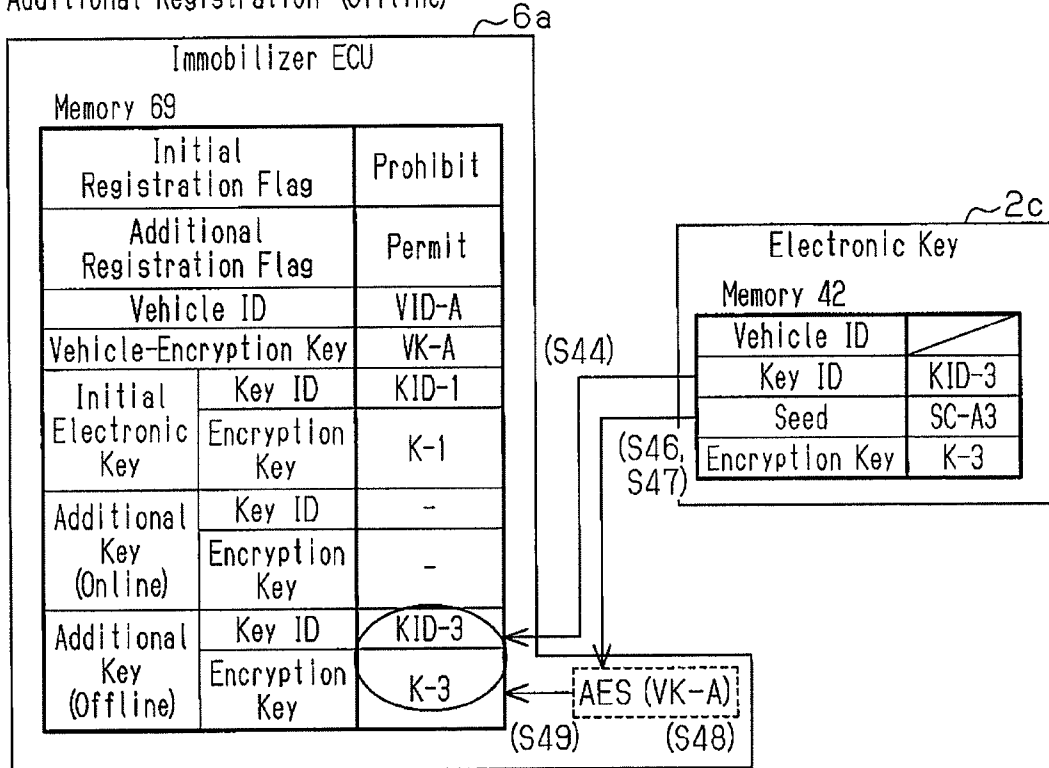 Additional Registration (Offline)
6a
Immobilizer ECU
Memory 69
Initial
Registration Flag
Prohibit
Additional
Registration Flag
Permit
Vehicle ID
VID-A
Vehicle-Encryption Key
VK-A
Initial
Electronic
Key
Key ID
KID-1
Encryption
Key
K-1
Additional
Key
(Online)
Key ID
-
Encryption
Key
-
Additional
Key
(Offline)
Key ID
KID-3
Encryption
Key
K-3
2c
Electronic Key
Memory 42
Vehicle ID
Key ID
KID-3
Seed
SC-A3
Encryption Key
K-3
(S44)
(S46,
S47)
AES (VK-A)
(S49)
(S48)